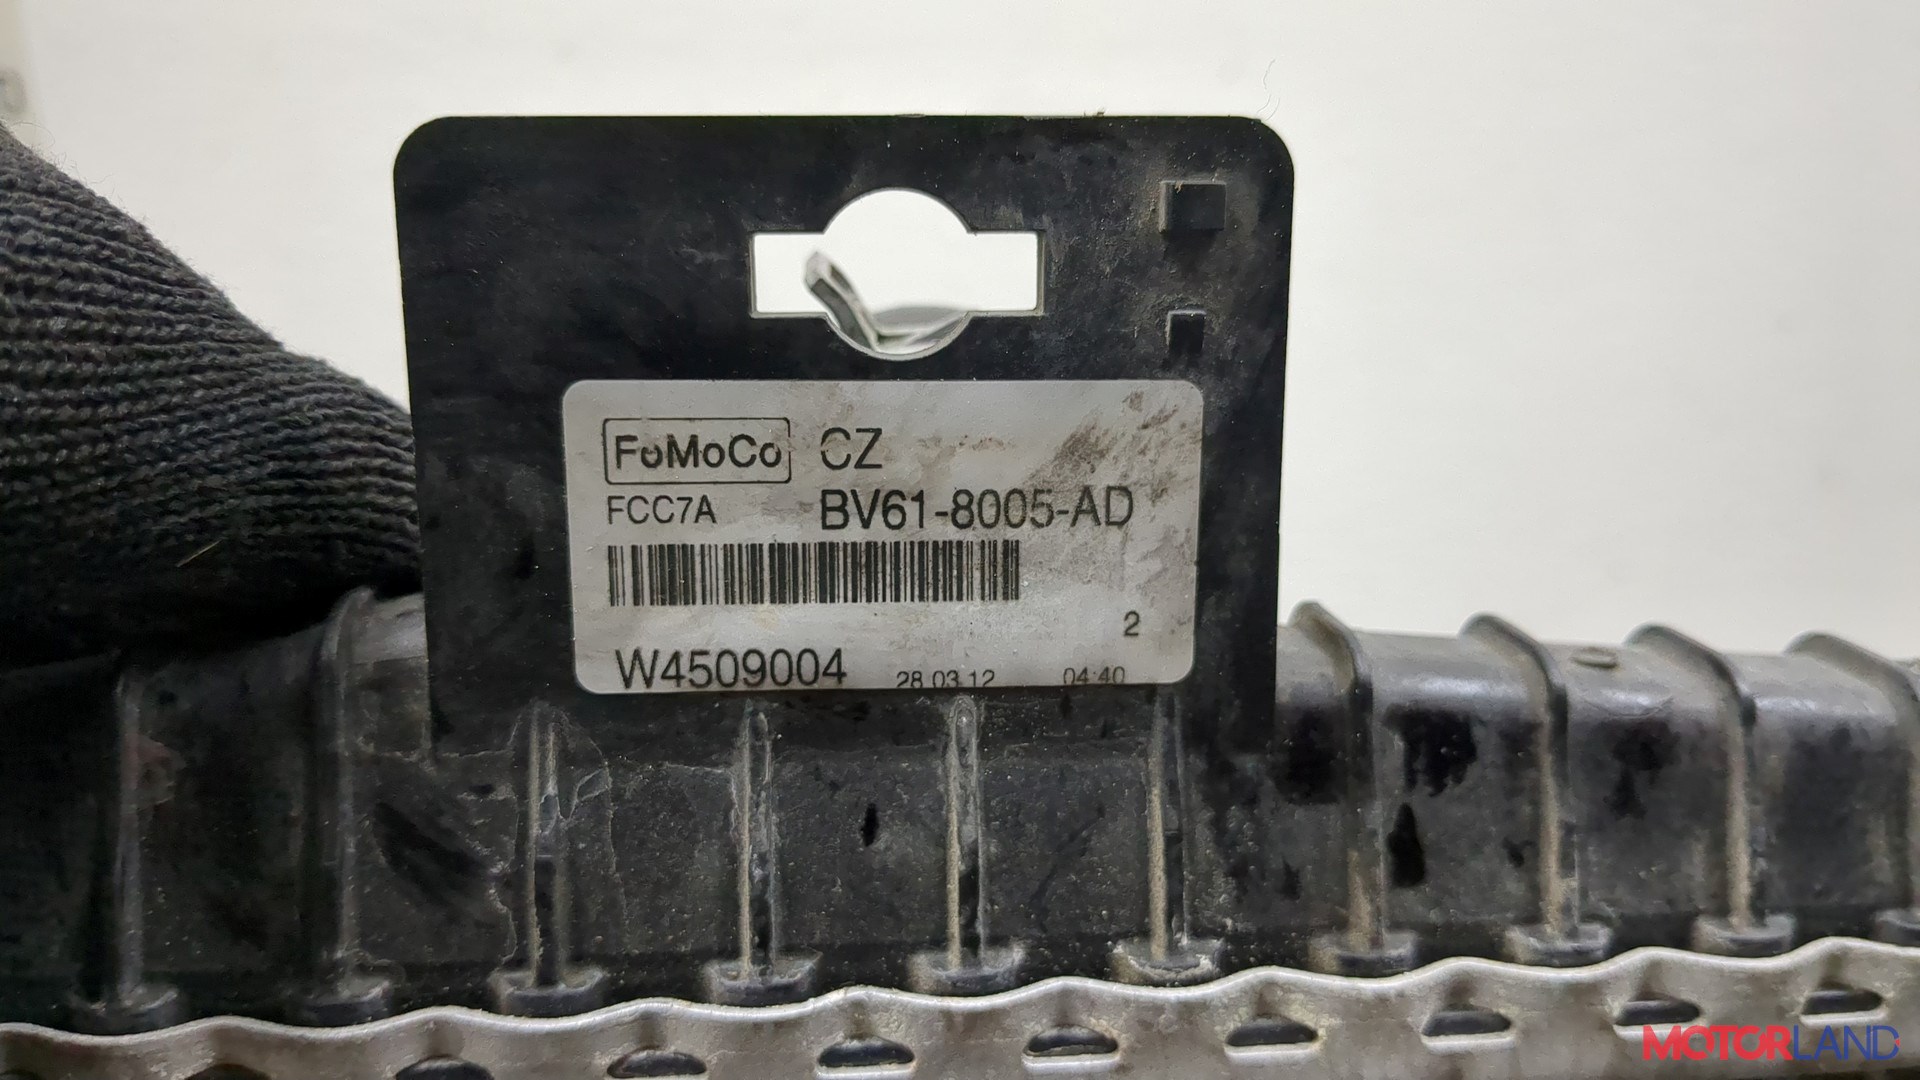 FoMoCo CZ
FCC7A BV61-8005-AD
2
W4509004 28.03.12 04:40
MOTORLAND